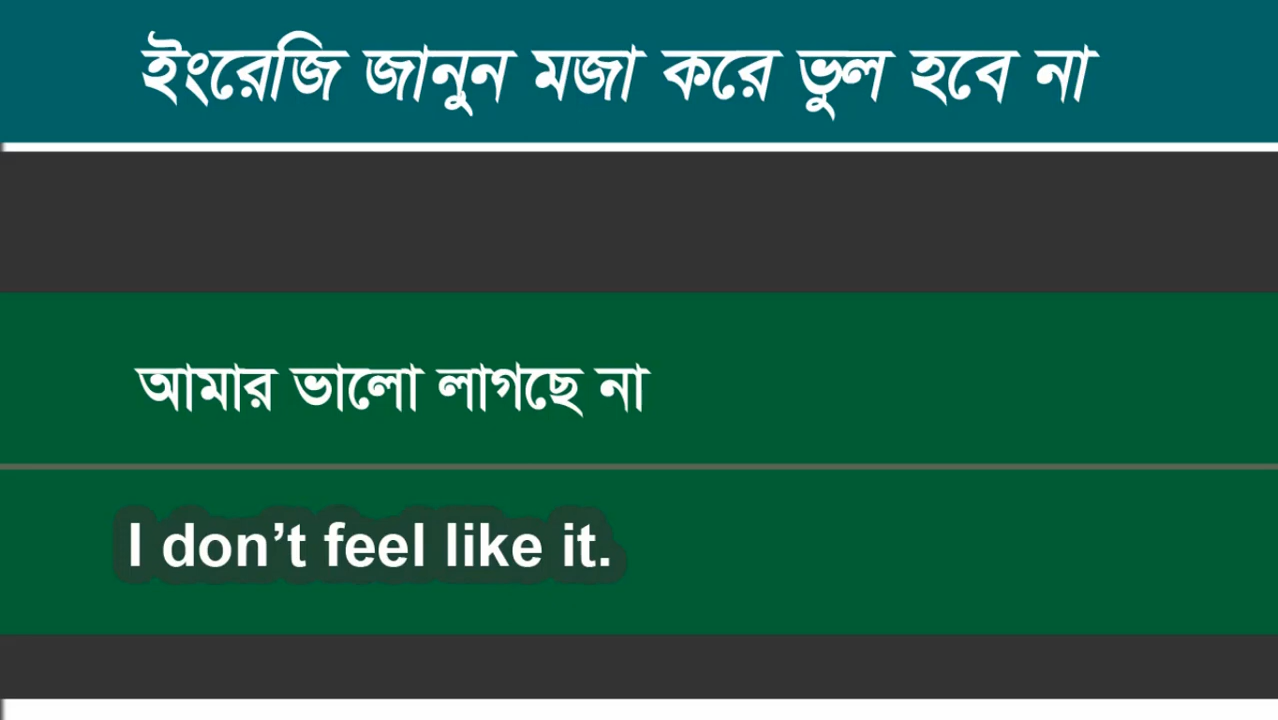 ইংরেজি জানুন মজা করে ভুল হবে না
আমার ভালো লাগছে না
I don’t feel like it.